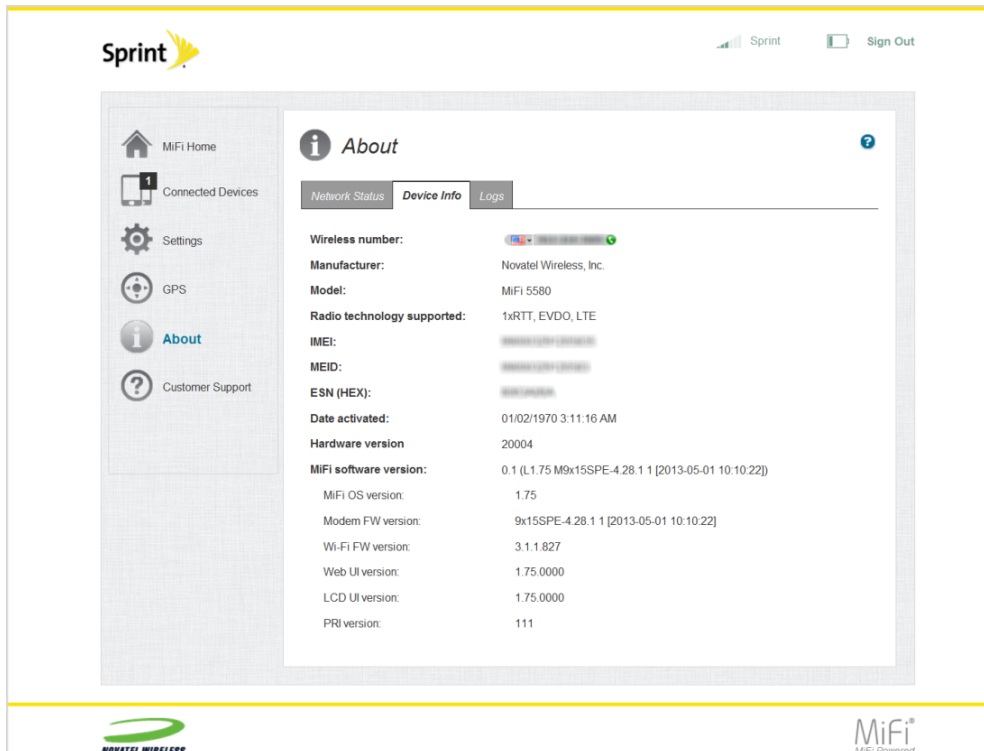 Sprint
Sprint Sign Out
MiFi Home
1
Connected Devices
Settings
GPS
About
Customer Support
About
Network Status Device Info Logs
Wireless number:
Manufacturer: Novatel Wireless, Inc.
Model: MiFi 5580
Radio technology supported: 1xRTT, EVDO, LTE
IMEI:
MEID:
ESN (HEX):
Date activated: 01/02/1970 3:11:16 AM
Hardware version 20004
MiFi software version: 0.1 (L1.75 M9x15SPE-4.28.1 1 [2013-05-01 10:10:22])
MiFi OS version: 1.75
Modem FW version: 9x15SPE-4.28.1 1 [2013-05-01 10:10:22]
Wi-Fi FW version: 3.1.1.827
Web UI version: 1.75.0000
LCD UI version: 1.75.0000
PRI version: 111
NOVATEL WIRELESS
MiFi®
MiFi Powered